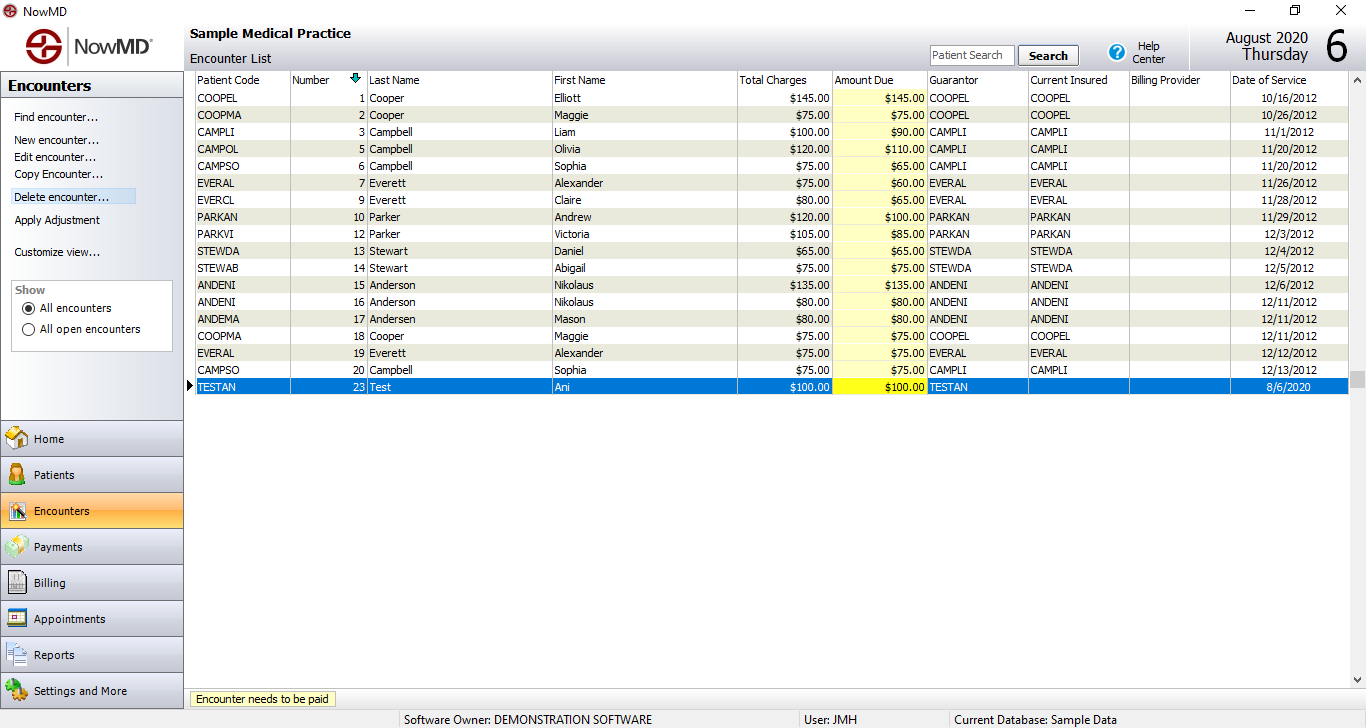 NowMD
NowMD®
Sample Medical Practice
Encounter List
Patient Search
Search
Help
Center
August 2020
Thursday
6
Encounters
Find encounter...
New encounter...
Edit encounter...
Copy Encounter...
Delete encounter...
Apply Adjustment
Customize view...
Show
All encounters
All open encounters
Home
Patients
Encounters
Payments
Billing
Appointments
Reports
Settings and More
Patient Code Number Last Name First Name Total Charges Amount Due Guarantor Current Insured Billing Provider Date of Service
COOPEL 1 Cooper Elliott $145.00 $145.00 COOPEL COOPEL 10/16/2012
COOPMA 2 Cooper Maggie $75.00 $75.00 COOPEL COOPEL 10/26/2012
CAMPLI 3 Campbell Liam $100.00 $90.00 CAMPLI CAMPLI 11/1/2012
CAMPOL 5 Campbell Olivia $120.00 $110.00 CAMPLI CAMPLI 11/20/2012
CAMPSO 6 Campbell Sophia $75.00 $65.00 CAMPLI CAMPLI 11/20/2012
EVERAL 7 Everett Alexander $75.00 $60.00 EVERAL EVERAL 11/26/2012
EVERCL 9 Everett Claire $80.00 $65.00 EVERAL EVERAL 11/28/2012
PARKAN 10 Parker Andrew $120.00 $100.00 PARKAN PARKAN 11/29/2012
PARKVI 12 Parker Victoria $105.00 $85.00 PARKAN PARKAN 12/3/2012
STEWDA 13 Stewart Daniel $65.00 $65.00 STEWDA STEWDA 12/4/2012
STEWAB 14 Stewart Abigail $75.00 $75.00 STEWDA STEWDA 12/5/2012
ANDENI 15 Anderson Nikolaus $135.00 $135.00 ANDENI ANDENI 12/6/2012
ANDENI 16 Anderson Nikolaus $80.00 $80.00 ANDENI ANDENI 12/11/2012
ANDEMA 17 Andersen Mason $80.00 $80.00 ANDENI ANDENI 12/11/2012
COOPMA 18 Cooper Maggie $75.00 $75.00 COOPEL COOPEL 12/11/2012
EVERAL 19 Everett Alexander $75.00 $75.00 EVERAL EVERAL 12/12/2012
CAMPSO 20 Campbell Sophia $75.00 $75.00 CAMPLI CAMPLI 12/13/2012
TESTAN 23 Test Ani $100.00 $100.00 TESTAN 8/6/2020
Encounter needs to be paid
Software Owner: DEMONSTRATION SOFTWARE User: JMH Current Database: Sample Data